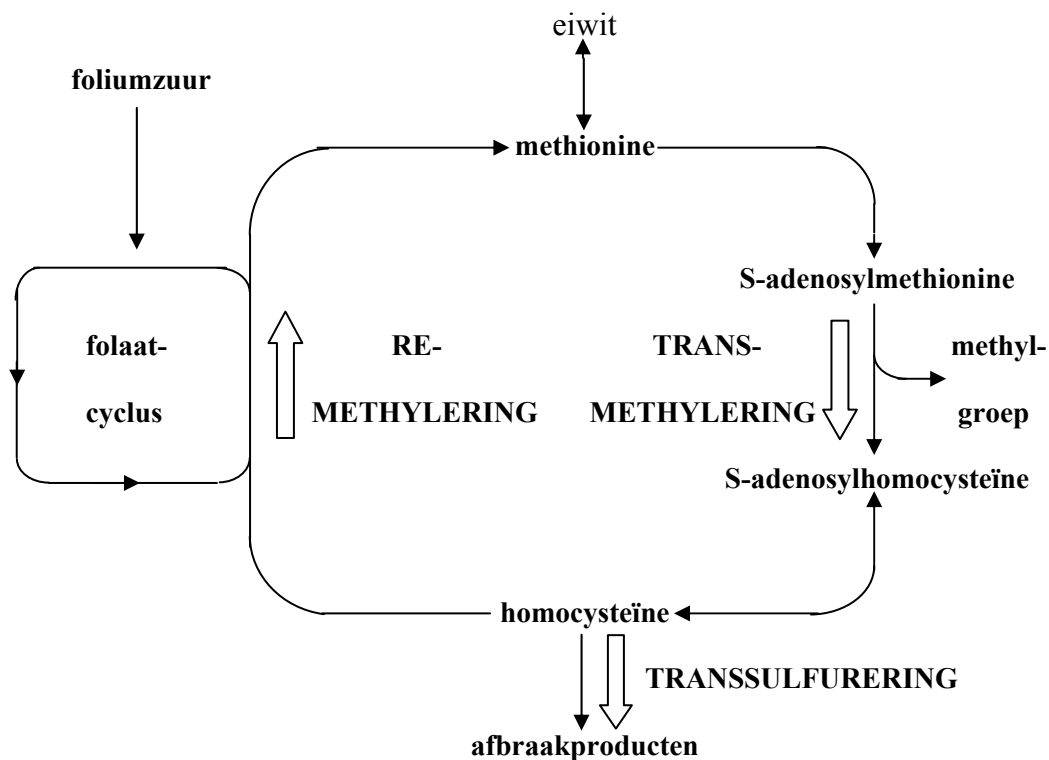 eiwit
foliumzuur
methionine
S-adenosylmethionine
folaat-
cyclus
RE-
METHYLERING
TRANS-
METHYLERING
methyl-
groep
S-adenosylhomocysteïne
homocysteïne
TRANSSULFURERING
afbraakproducten